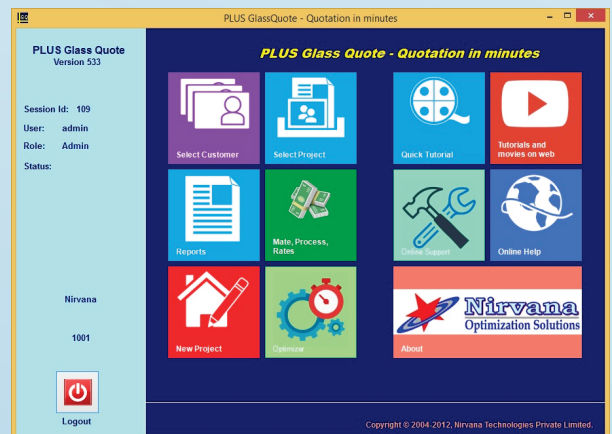 PLUS GlassQuote - Quotation in minutes
PLUS Glass Quote
Version 533
Session Id: 109
User: admin
Role: Admin
Status:
Nirvana
1001
Logout
PLUS Glass Quote - Quotation in minutes
Select Customer
Select Project
Quick Tutorial
Tutorials and
movies on web
Reports
Mate, Process,
Rates
Online Support
Online Help
New Project
Optimizw
Nirvana
Optimization Solutions
About
Copyright © 2004-2012, Nirvana Technologies Private Limited.